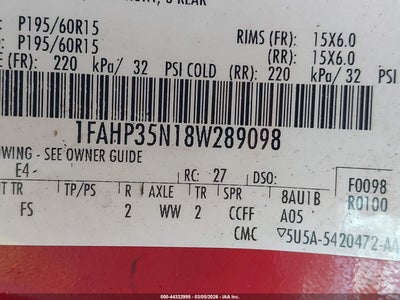 P195/60R15 RIMS (FR): 15X6.0
P195/60R15 (RR): 15X6.0
(FR): 220 kPa/ 32 PSI COLD (RR): 220 kPa/ 32 PSI
1FAHP35N18W289098
OWING - SEE OWNER GUIDE
E4- RC: 27 DSO: F0098
T TR TP/PS R AXLE TR SPR 8AU1B R0100
FS 2 WW 2 CCFF A05
CMC ▽5U5A-5420472-AA
000-44332995 - 03/05/2026 - IAA Inc.